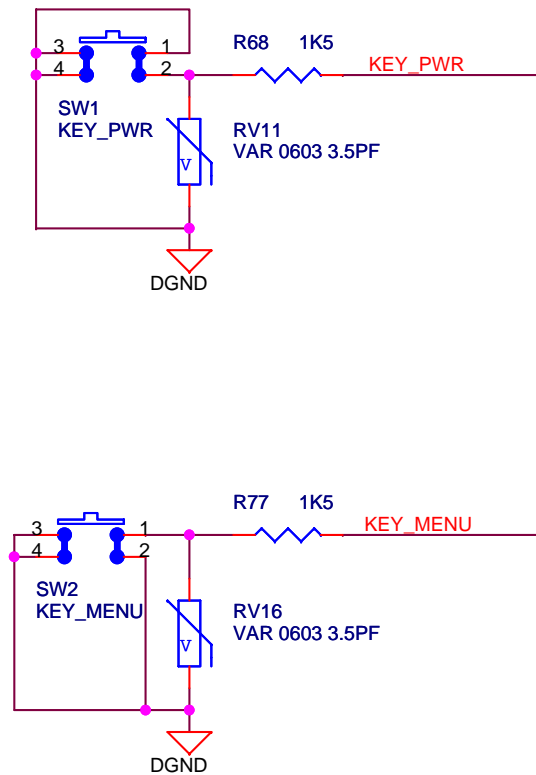 R68 1K5
KEY_PWR
3 1
4 2
SW1
KEY_PWR
RV11
VAR 0603 3.5PF
V
DGND
R77 1K5
KEY_MENU
3 1
4 2
SW2
KEY_MENU
RV16
VAR 0603 3.5PF
V
DGND